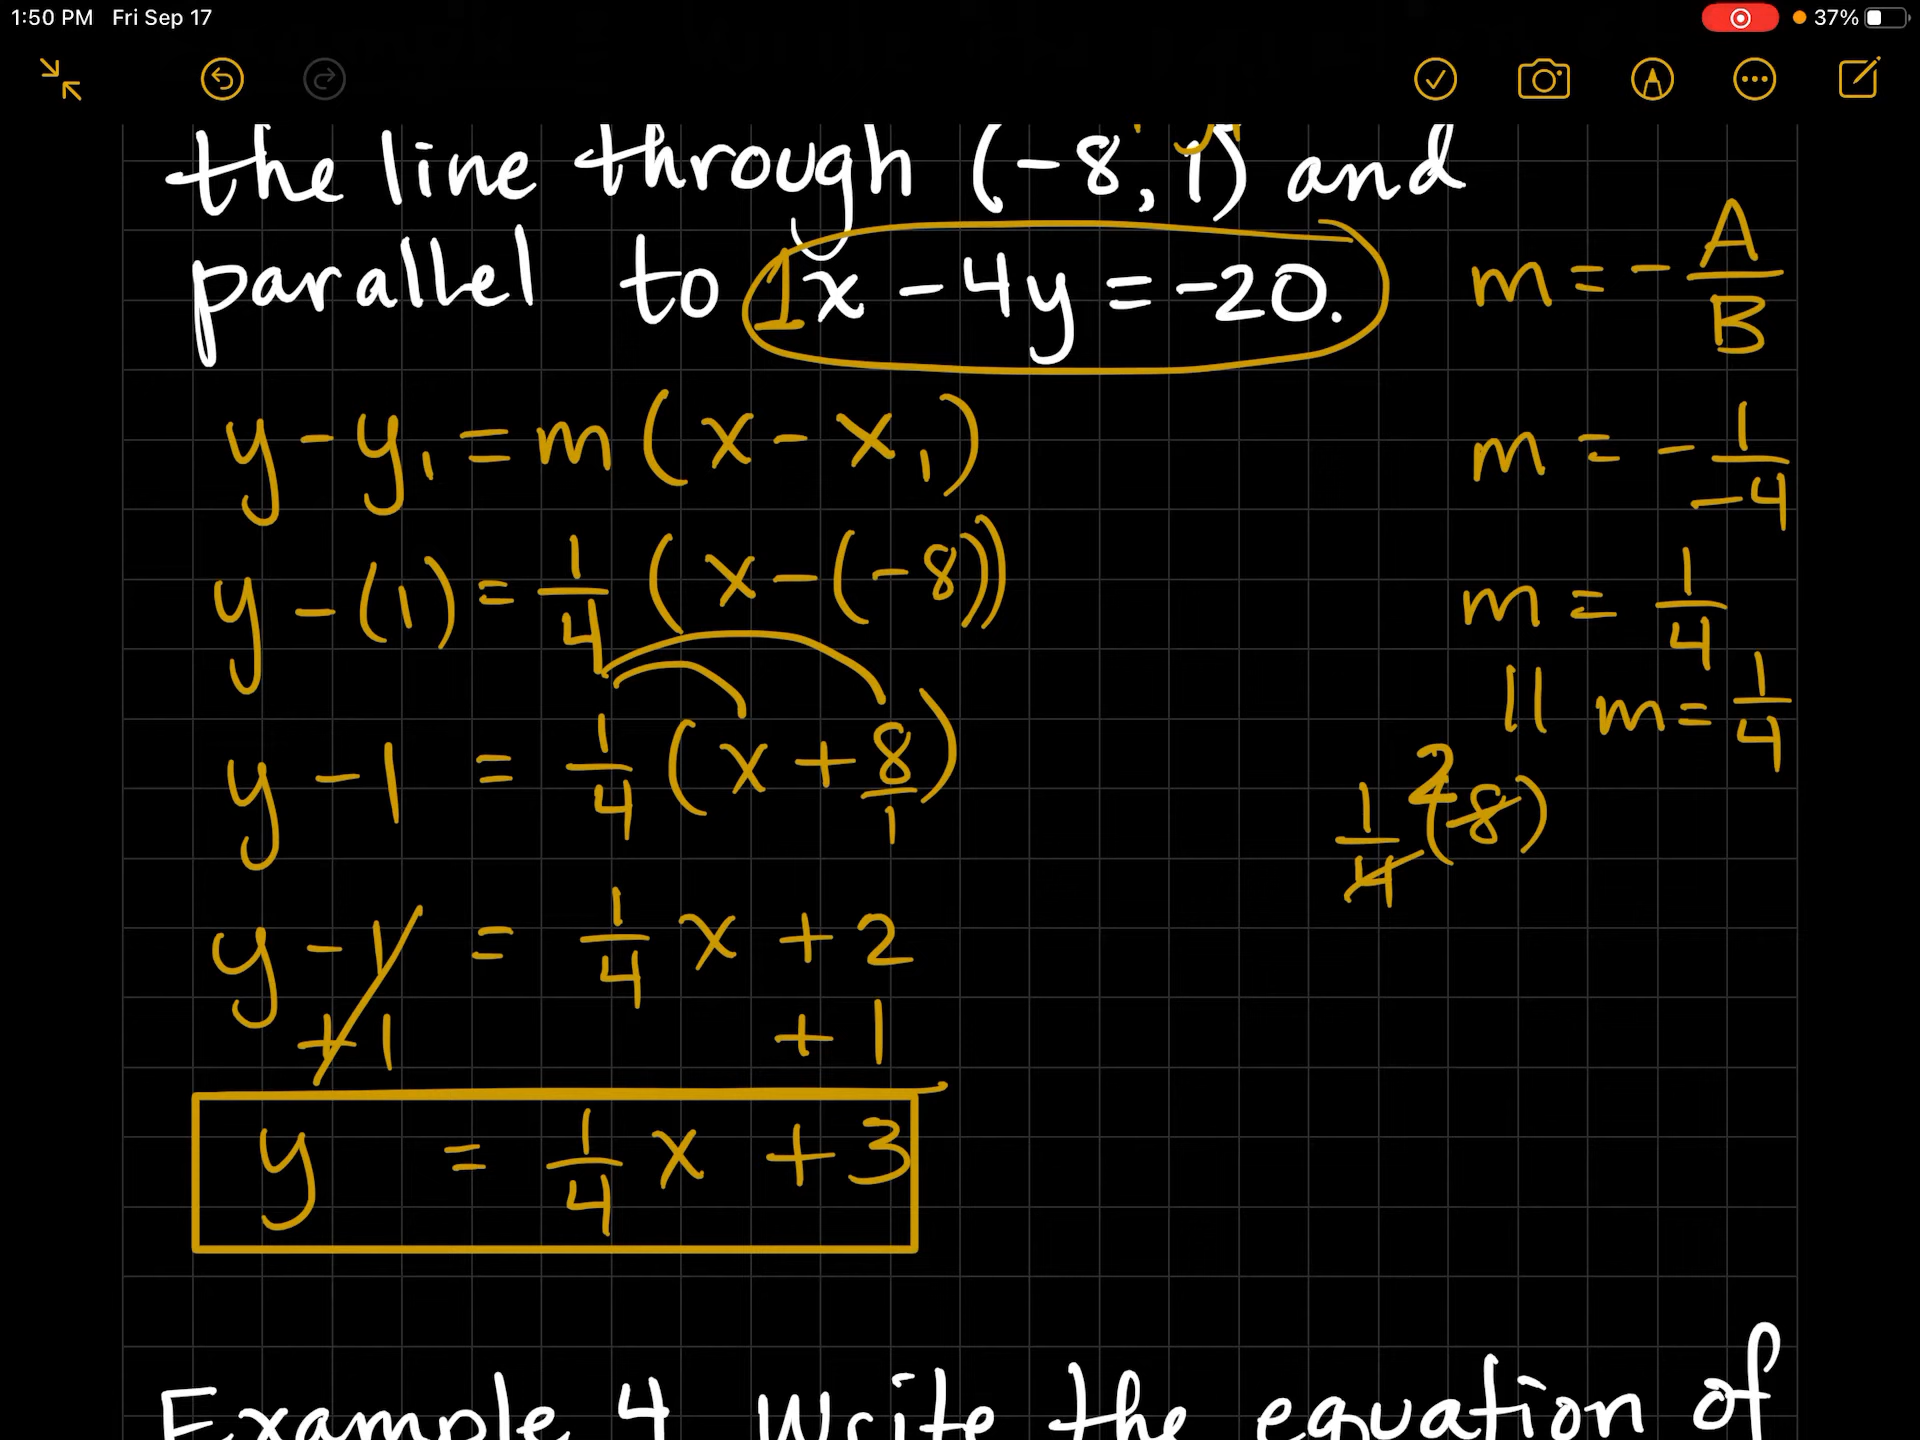 1:50 PM Fri Sep 17
37%
the line through (-8, 1) and
parallel to 1x - 4y = -20.
m = - A/B
y - y₁ = m (x - x₁)
m = - 1/-4
y - (1) = 1/4 (x - (-8))
m = 1/4
|| m = 1/4
y - 1 = 1/4 (x + 8/1)
1/4 (8) 2
y - 1 = 1/4 x + 2
+ 1 + 1
y = 1/4 x + 3
Example 4 Write the equation of